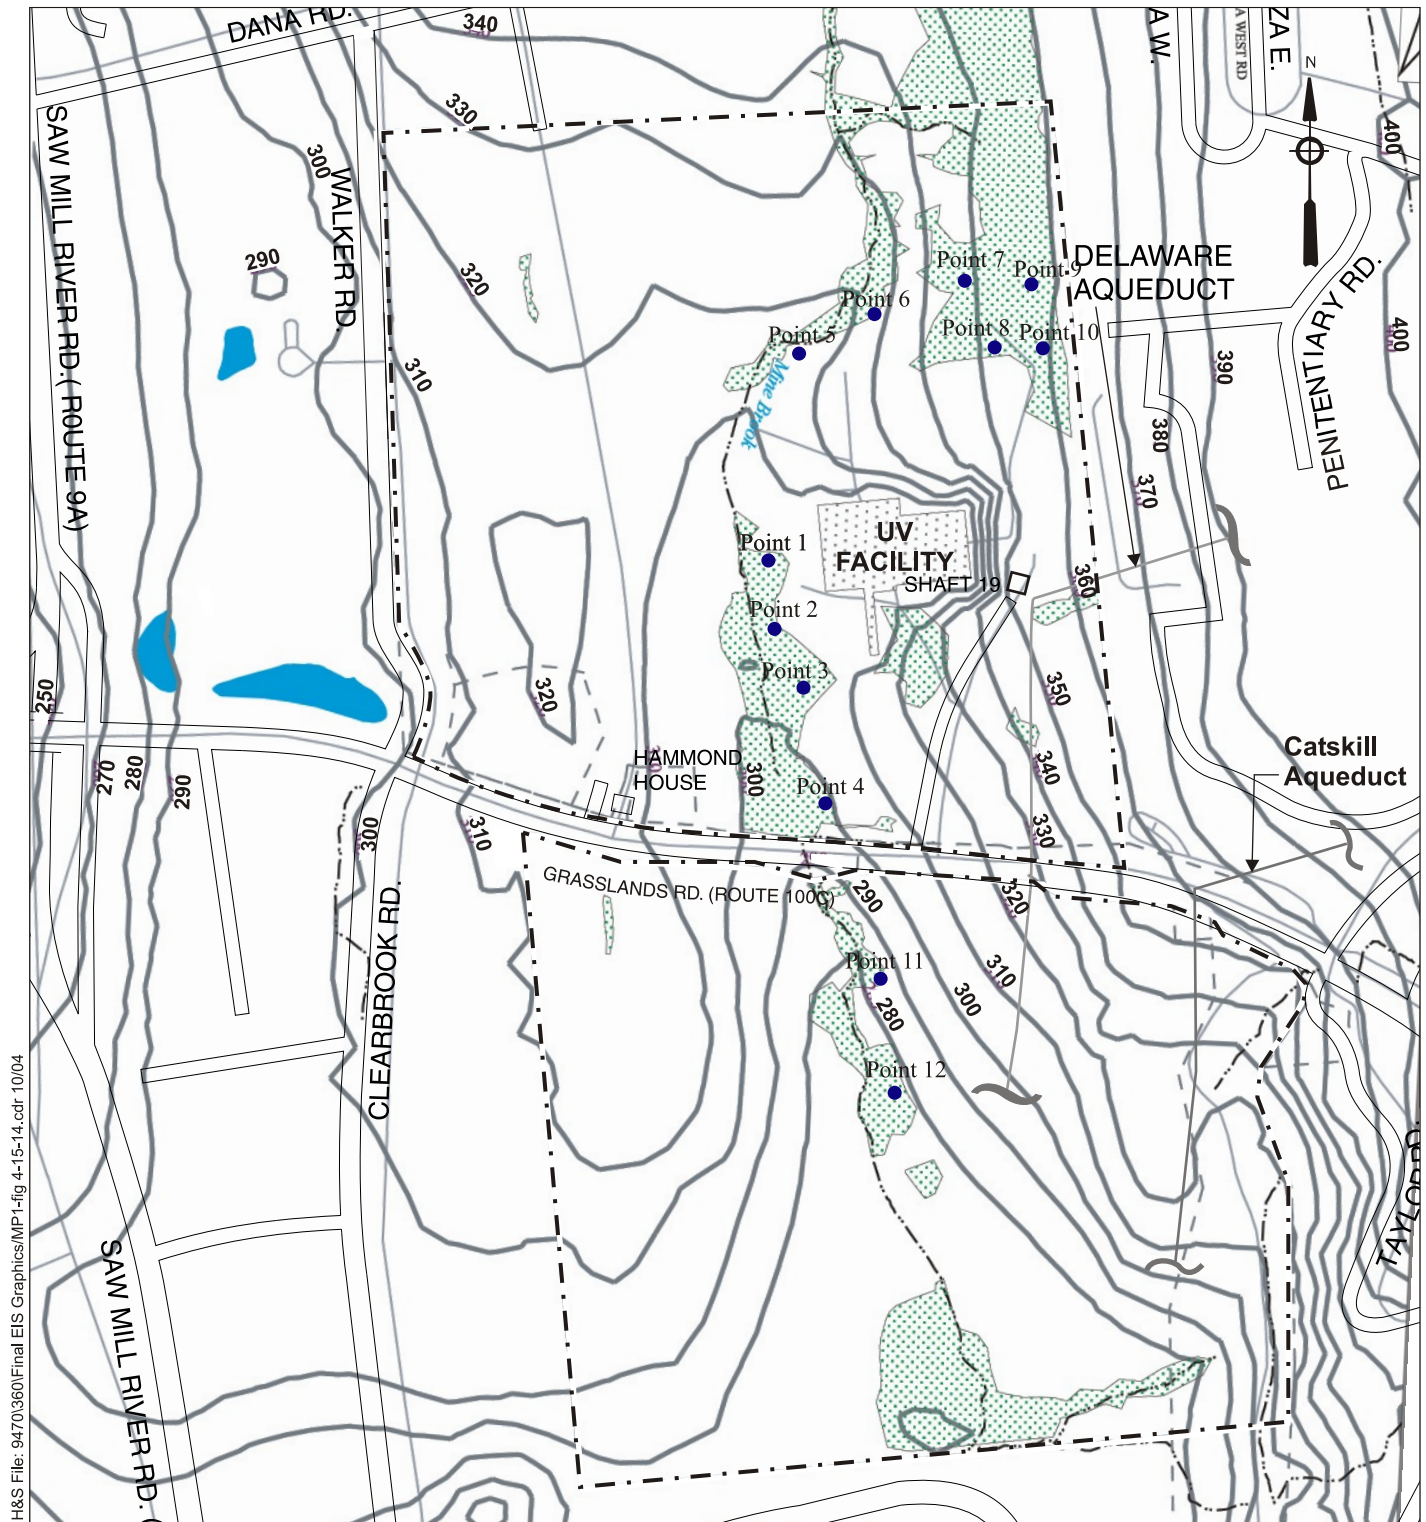 DANA RD.
340
A W.
A WEST RD
ZA E.
N
330
300
400
SAW MILL RIVER RD.( ROUTE 9A)
WALKER RD.
290
320
Point 7
Point 9
DELAWARE
AQUEDUCT
Point 6
Point 5
Point 8
Point 10
PENITENTIARY RD.
400
310
390
Mine Brook
380
370
UV
FACILITY
Point 1
SHAFT 19
360
Point 2
Point 3
250
320
350
HAMMOND
HOUSE
300
340
Catskill
Aqueduct
270
280
290
Point 4
300
310
330
GRASSLANDS RD. (ROUTE 100C)
290
320
CLEARBROOK RD.
Point 11
310
280
300
Point 12
H&S File: 9470\360\Final EIS Graphics/MP1-fig 4-15-14.cdr 10/04
SAW MILL RIVER RD. (